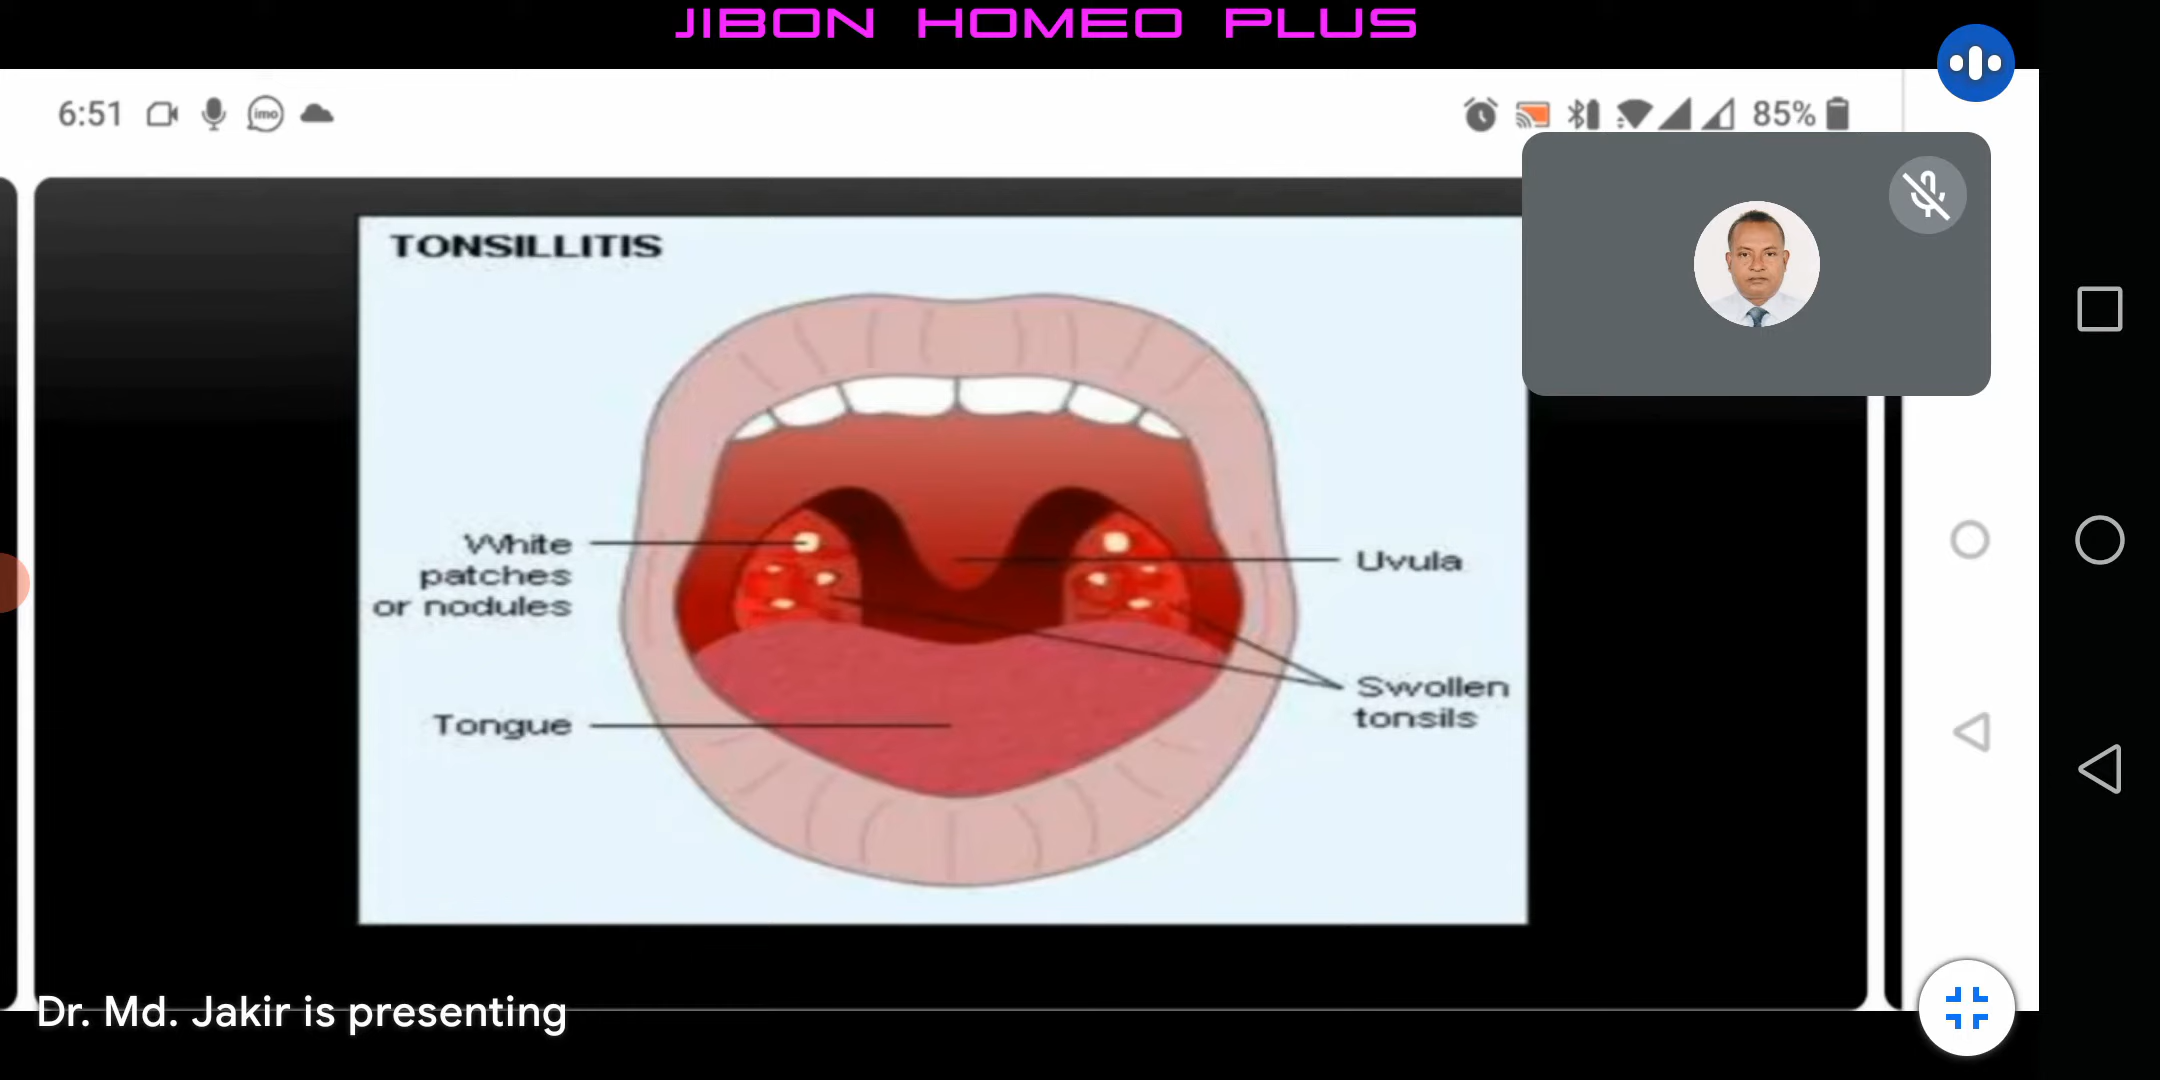 JIBON HOMEO PLUS
6:51
imo
85%
TONSILLITIS
White
patches
or nodules
Uvula
Swollen
tonsils
Tongue
Dr. Md. Jakir is presenting